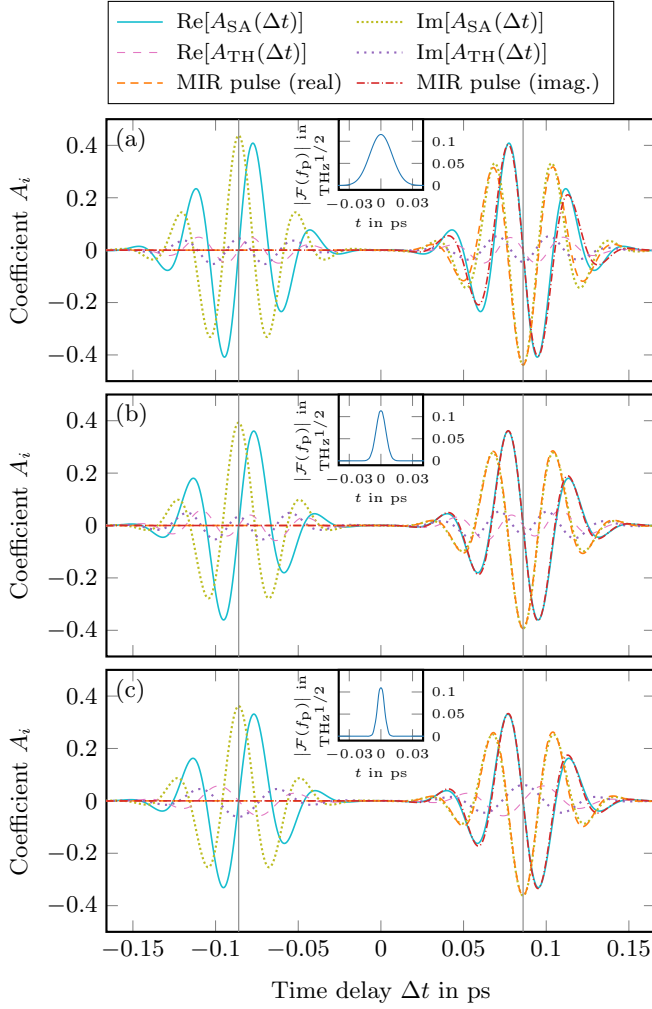 Re[A_SA(Δt)] Im[A_SA(Δt)]
Re[A_TH(Δt)] Im[A_TH(Δt)]
MIR pulse (real) MIR pulse (imag.)
(a)
Coefficient A_i
0.4
0.2
0
−0.2
−0.4
|F(f_p)| in
THz^1/2
0.1
0.05
0
−0.03 0 0.03
t in ps
(b)
Coefficient A_i
0.4
0.2
0
−0.2
−0.4
|F(f_p)| in
THz^1/2
0.1
0.05
0
−0.03 0 0.03
t in ps
(c)
Coefficient A_i
0.4
0.2
0
−0.2
−0.4
|F(f_p)| in
THz^1/2
0.1
0.05
0
−0.03 0 0.03
t in ps
−0.15 −0.1 −0.05 0 0.05 0.1 0.15
Time delay Δt in ps